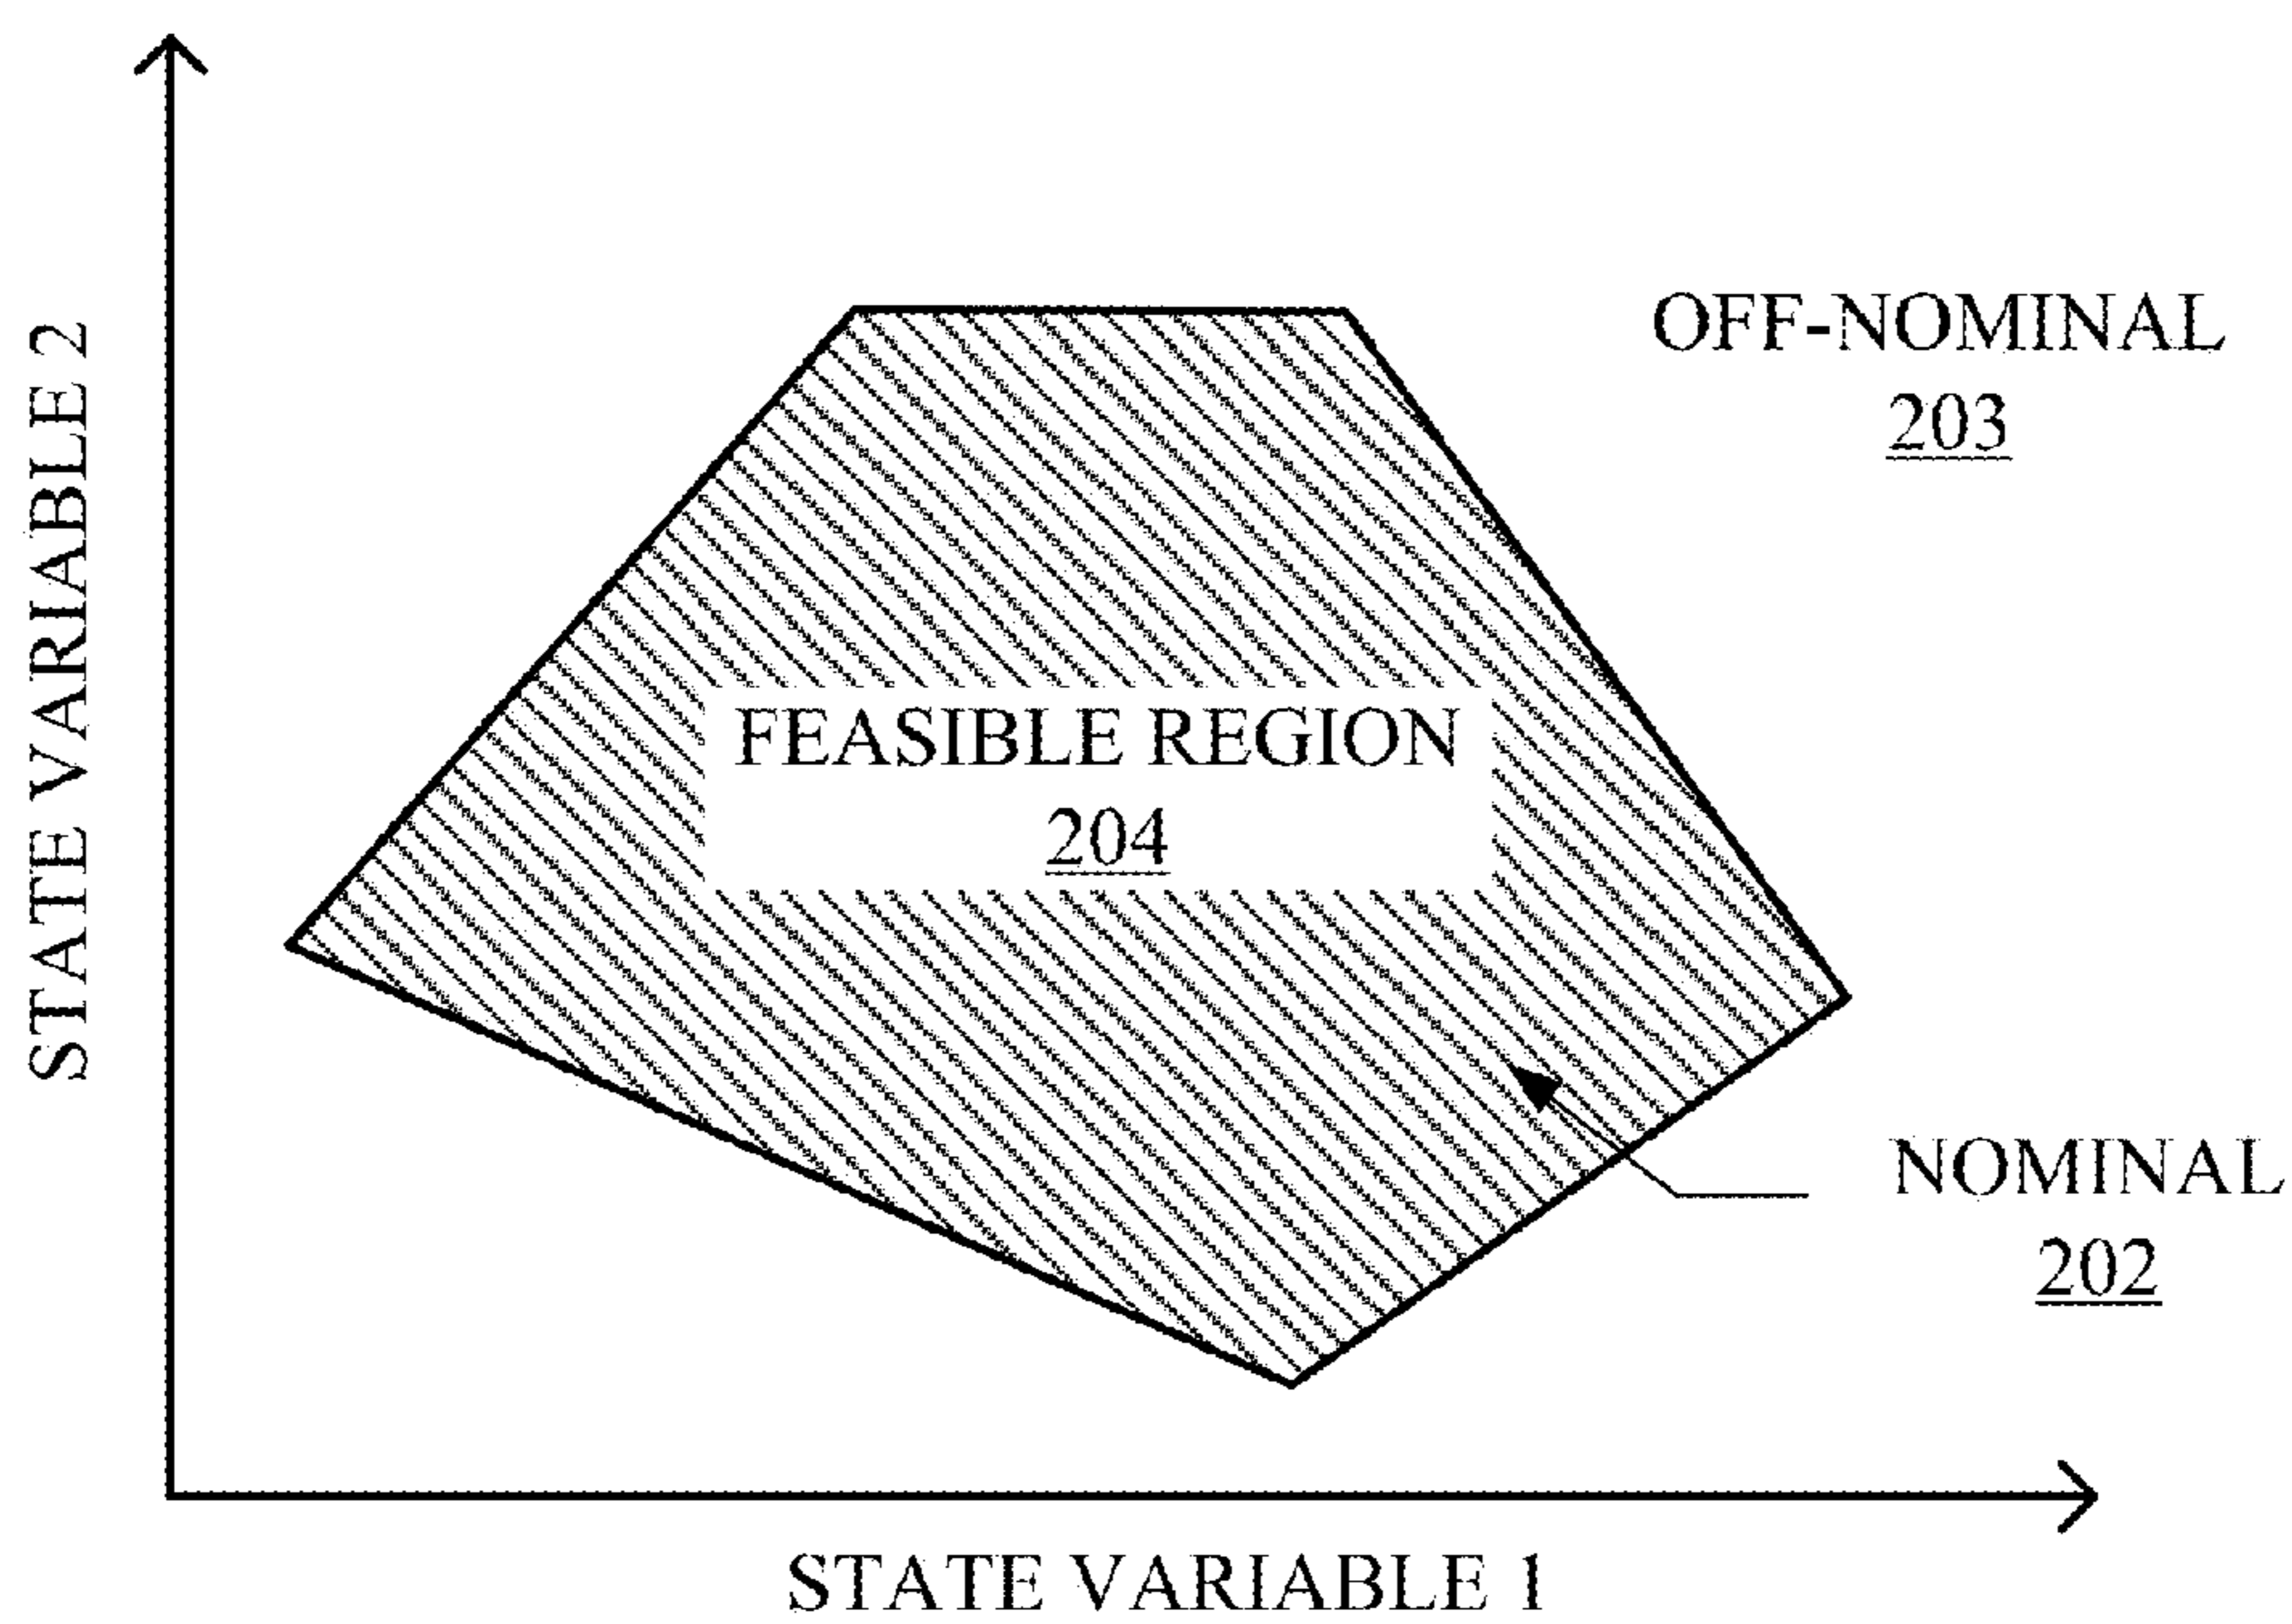 STATE VARIABLE 2
OFF-NOMINAL
203
FEASIBLE REGION
204
NOMINAL
202
STATE VARIABLE 1